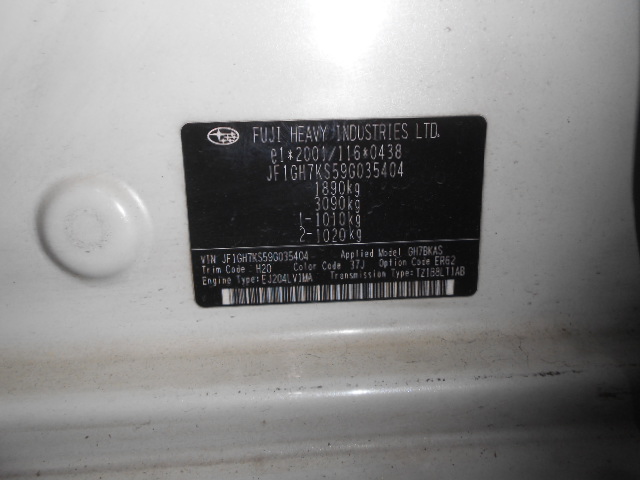 FUJI HEAVY INDUSTRIES LTD.
e1*2001/116*0438
JF1GH7KS59G035404
1890kg
3090kg
1-1010kg
2-1020kg
VIN JF1GH7KS59G035404 Applied Model GH7BKAS
Trim Code. H20 Color Code 37J Option Code ER62
Engine Type:EJ204LV1MA Transmission Type: TZ1B8LT1AB